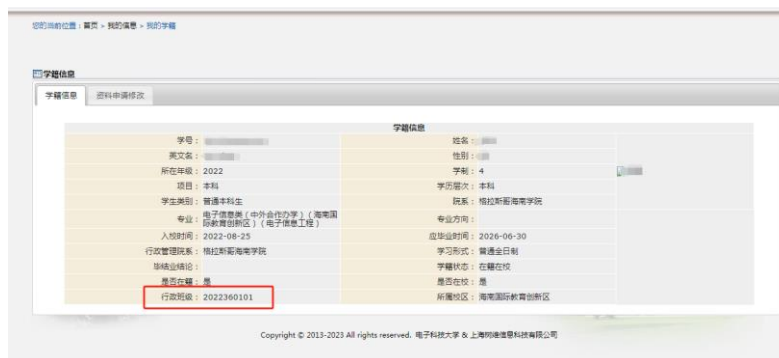 您的当前位置：首页 > 我的信息 > 我的学籍
学籍信息
学籍信息 资料申请修改
学籍信息
学号： 姓名：
英文名： 性别：
所在年级：2022 学制：4
项目：本科 学历层次：本科
学生类别：普通本科生 院系：格拉斯哥海南学院
专业：电子信息类（中外合作办学）（海南国
际教育创新区）（电子信息工程） 专业方向：
入校时间：2022-08-25 应毕业时间：2026-06-30
行政管理院系：格拉斯哥海南学院 学习形式：普通全日制
毕结业结论： 学籍状态：在籍在校
是否在籍：是 是否在校：是
行政班级：2022360101 所属校区：海南国际教育创新区
Copyright © 2013-2023 All rights reserved. 电子科技大学 & 上海树维信息科技有限公司